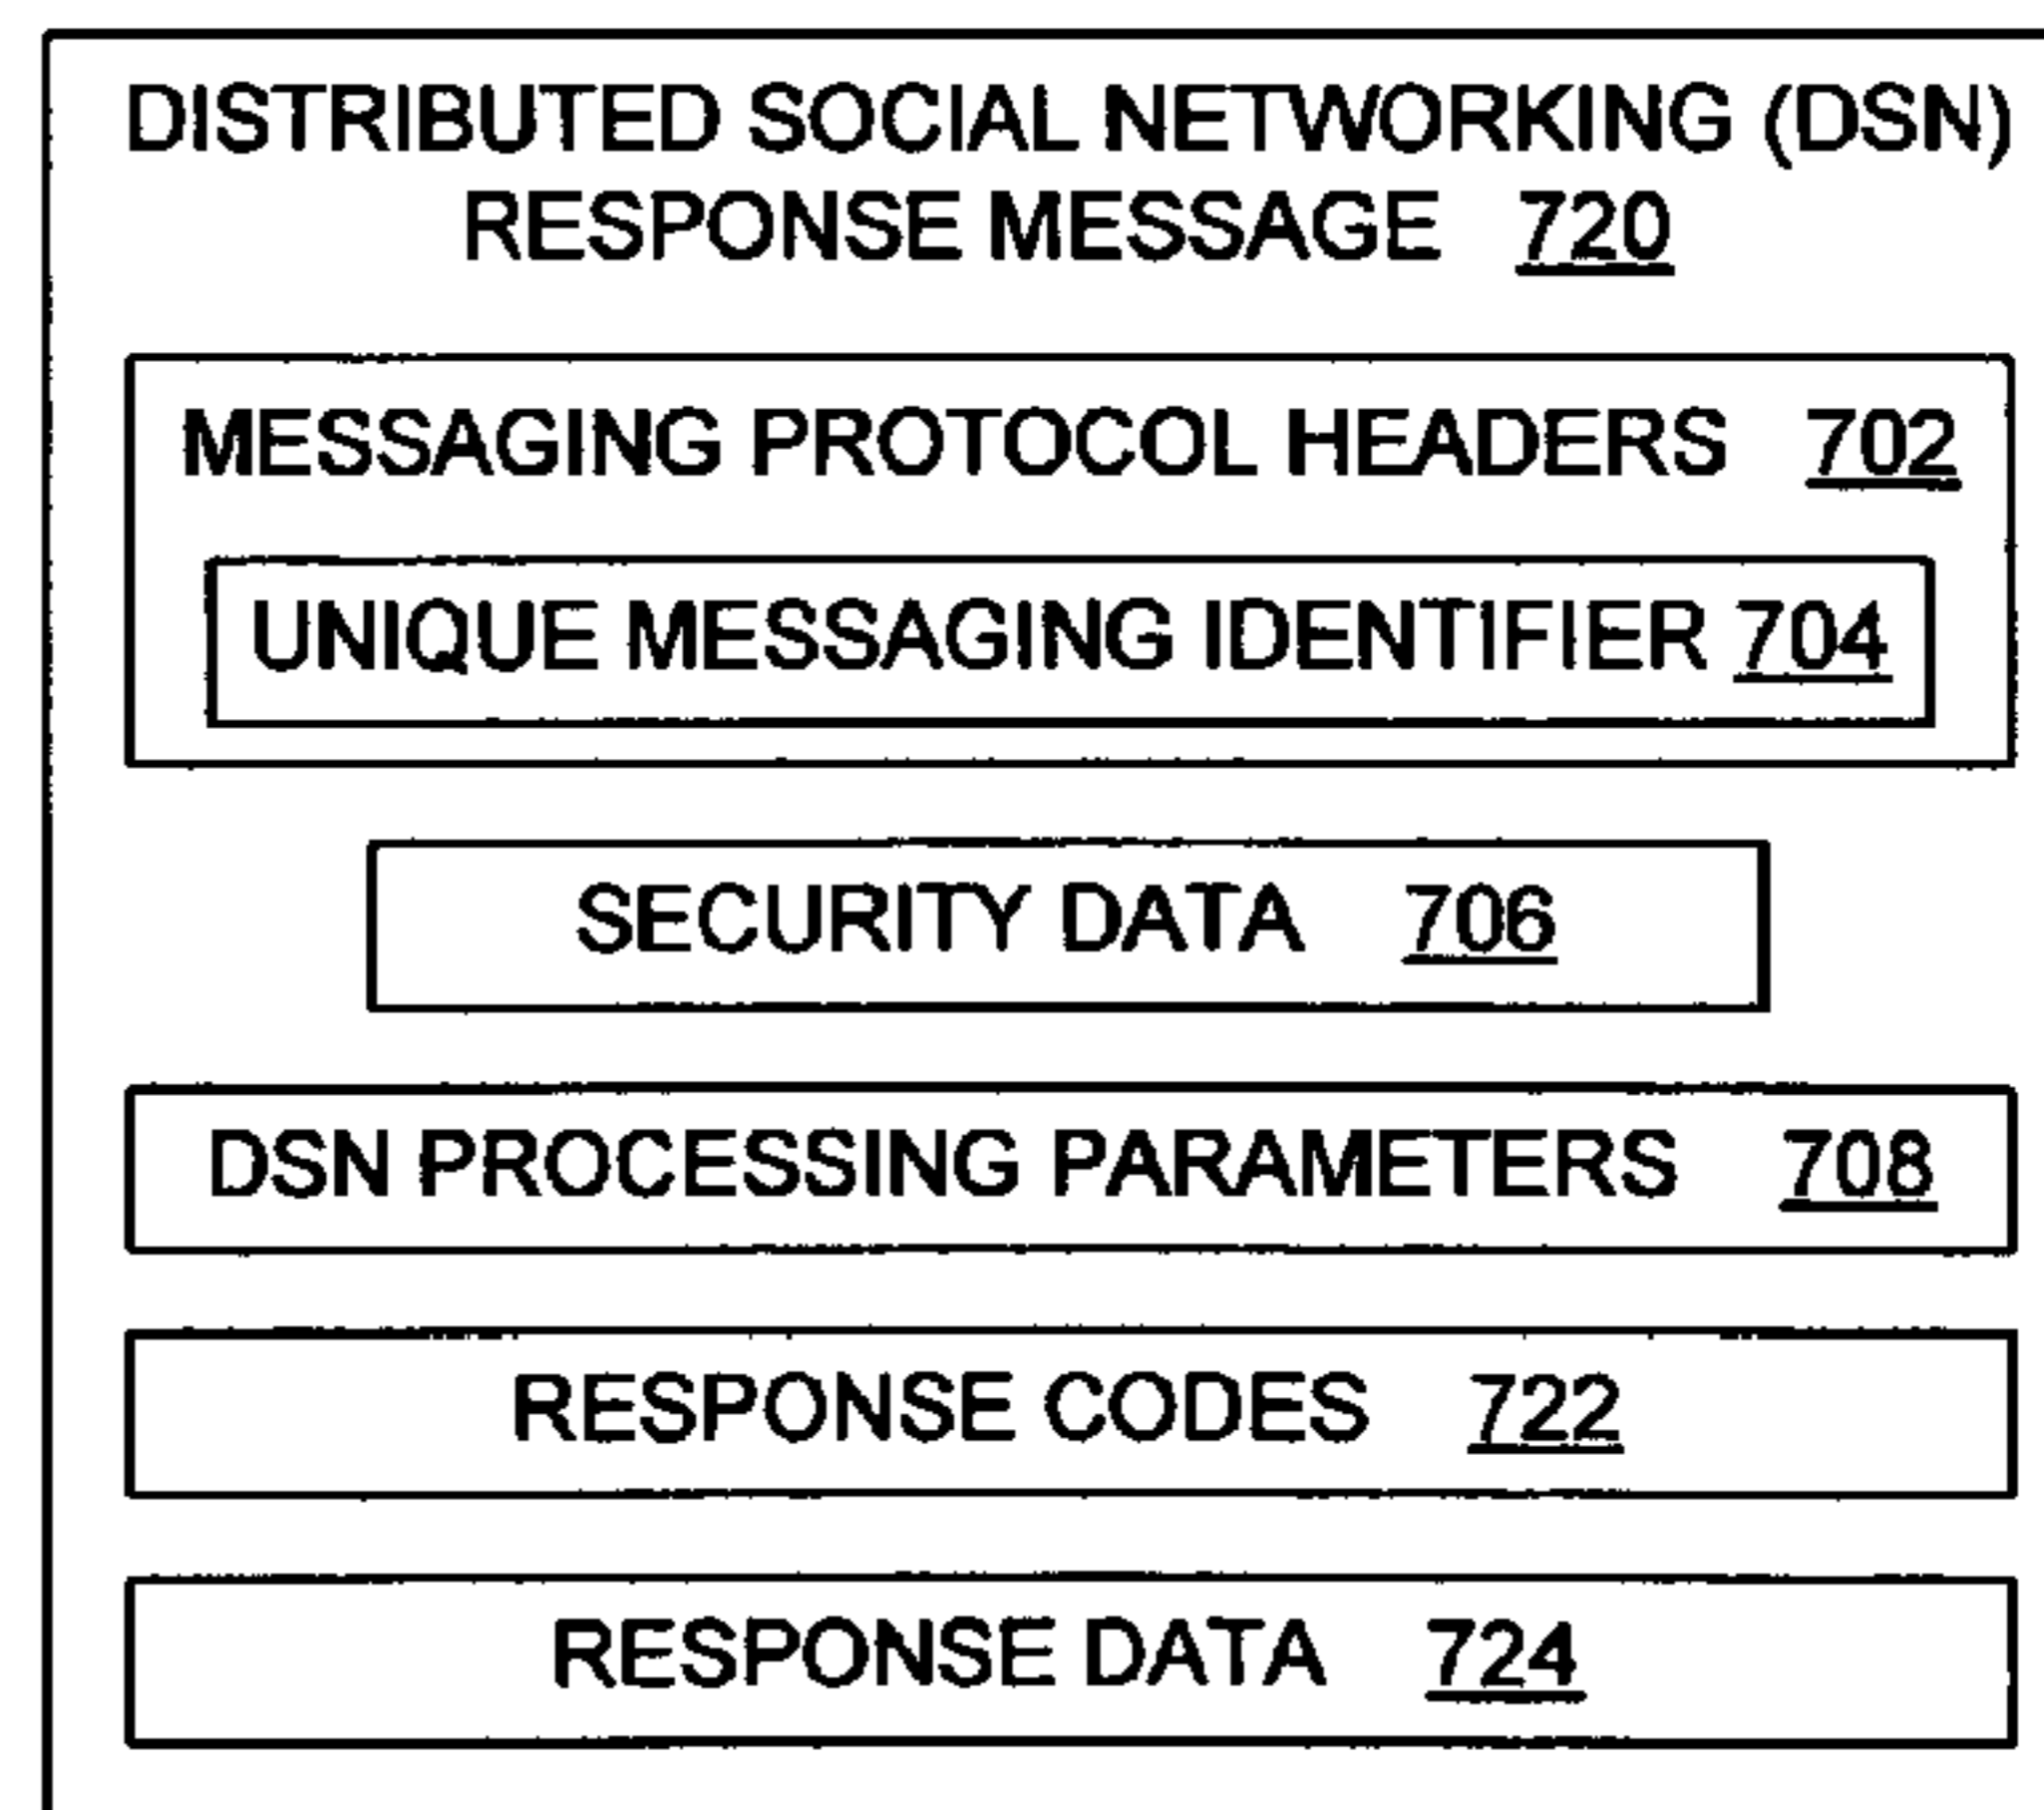 DISTRIBUTED SOCIAL NETWORKING (DSN)
RESPONSE MESSAGE 720
MESSAGING PROTOCOL HEADERS 702
UNIQUE MESSAGING IDENTIFIER 704
SECURITY DATA 706
DSN PROCESSING PARAMETERS 708
RESPONSE CODES 722
RESPONSE DATA 724